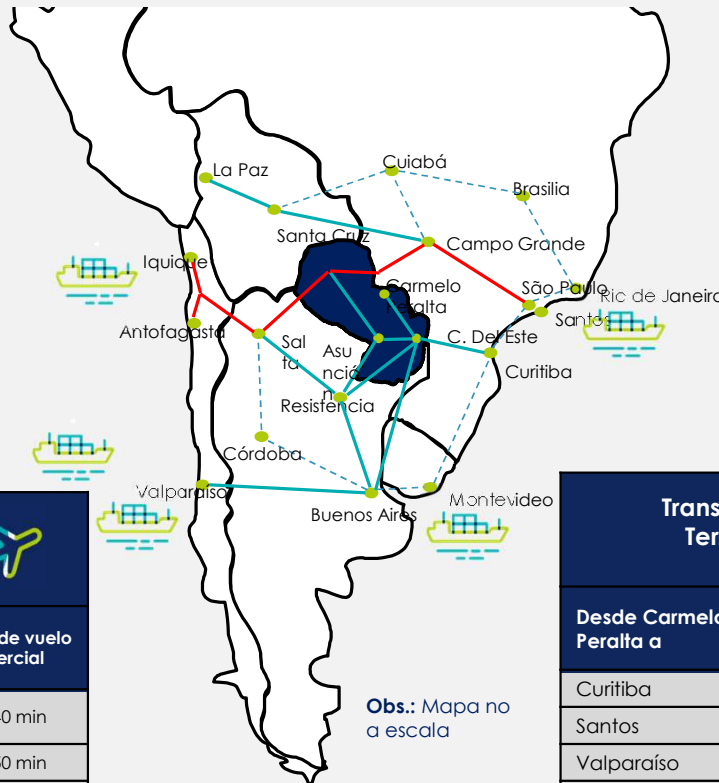 La Paz
Cuiabá
Brasilia
Santa Cruz
Campo Grande
Iquique
Carmelo
Peralta
São Paulo
Ric de Janeiro
Santos
Antofagasta
Sal
ta
Asu
nció
n
C. Del Este
Curitiba
Resistencia
Córdoba
Valparaíso
Buenos Aires
Montevideo
Trans
Ter
de vuelo
ercial
Desde Carmelo
Peralta a
0 min
50 min
Curitiba
Santos
Valparaíso
Obs.: Mapa no
a escala